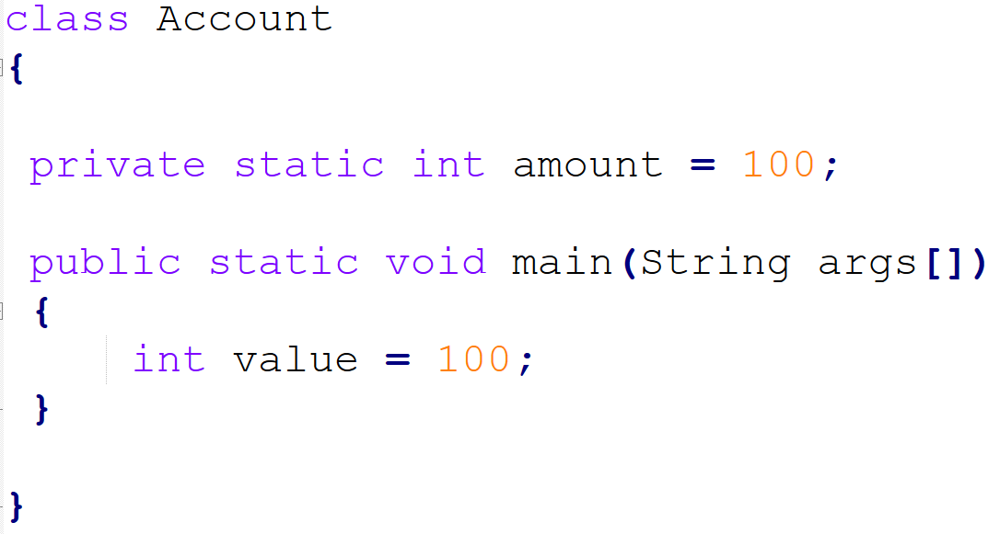 class Account
{
private static int amount = 100;
public static void main(String args[])
{
int value = 100;
}
}